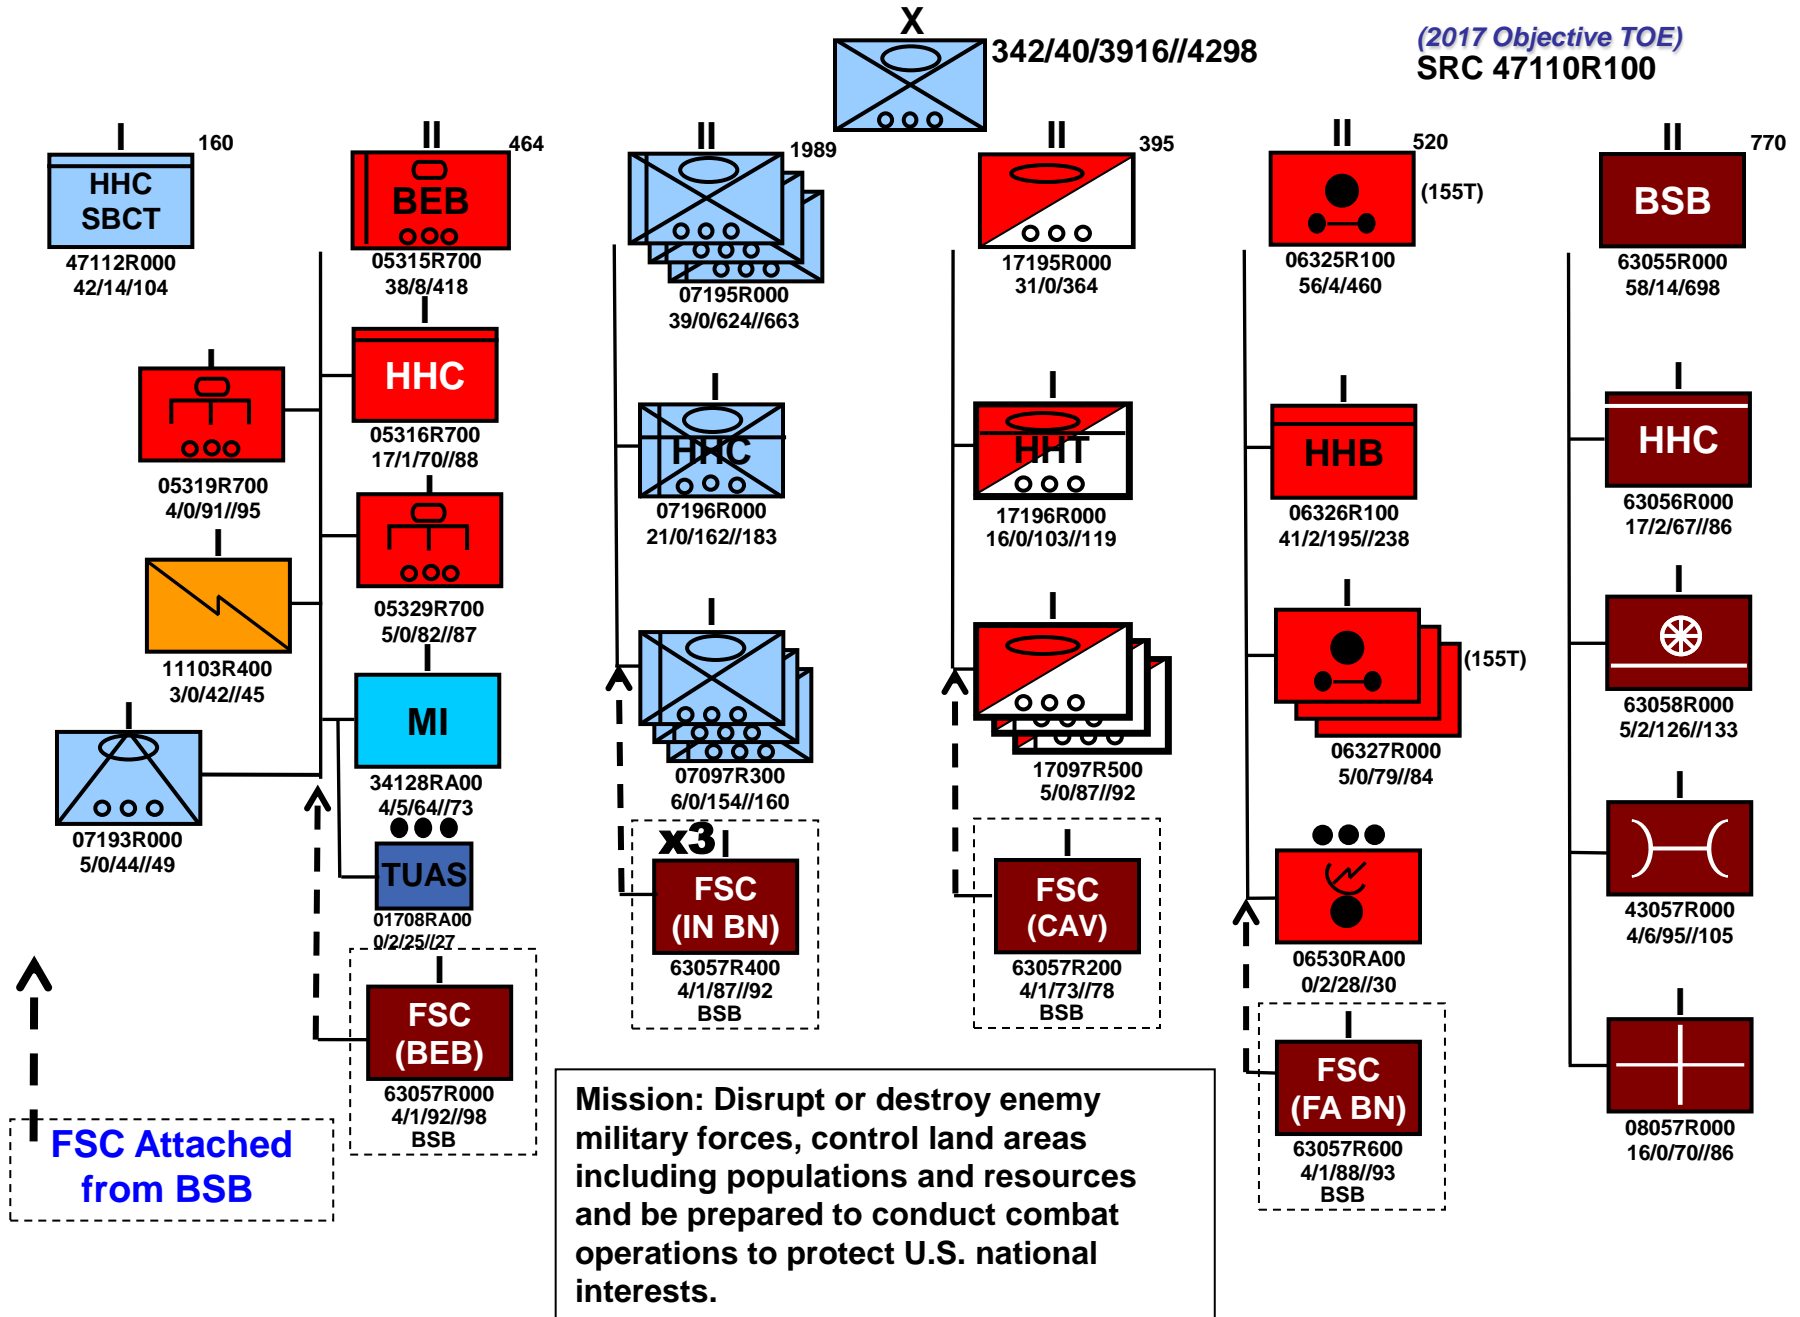 X
342/40/3916//4298
(2017 Objective TOE)
SRC 47110R100
I
160
HHC
SBCT
47112R000
42/14/104
II
464
BEB
05315R700
38/8/418
I
HHC
05316R700
17/1/70//88
I
05319R700
4/0/91//95
I
05329R700
5/0/82//87
I
11103R400
3/0/42//45
I
MI
34128RA00
4/5/64//73
I
07193R000
5/0/44//49
TUAS
01708RA00
0/2/25//27
I
FSC
(BEB)
63057R000
4/1/92//98
BSB
FSC Attached
from BSB
II
1989
07195R000
39/0/624//663
I
HHC
07196R000
21/0/162//183
I
07097R300
6/0/154//160
x3
I
FSC
(IN BN)
63057R400
4/1/87//92
BSB
II
395
17195R000
31/0/364
I
HHT
17196R000
16/0/103//119
I
17097R500
5/0/87//92
I
FSC
(CAV)
63057R200
4/1/73//78
BSB
II
520
(155T)
06325R100
56/4/460
I
HHB
06326R100
41/2/195//238
I
(155T)
06327R000
5/0/79//84
06530RA00
0/2/28//30
I
FSC
(FA BN)
63057R600
4/1/88//93
BSB
II
770
BSB
63055R000
58/14/698
I
HHC
63056R000
17/2/67//86
I
63058R000
5/2/126//133
I
43057R000
4/6/95//105
I
08057R000
16/0/70//86
Mission: Disrupt or destroy enemy
military forces, control land areas
including populations and resources
and be prepared to conduct combat
operations to protect U.S. national
interests.